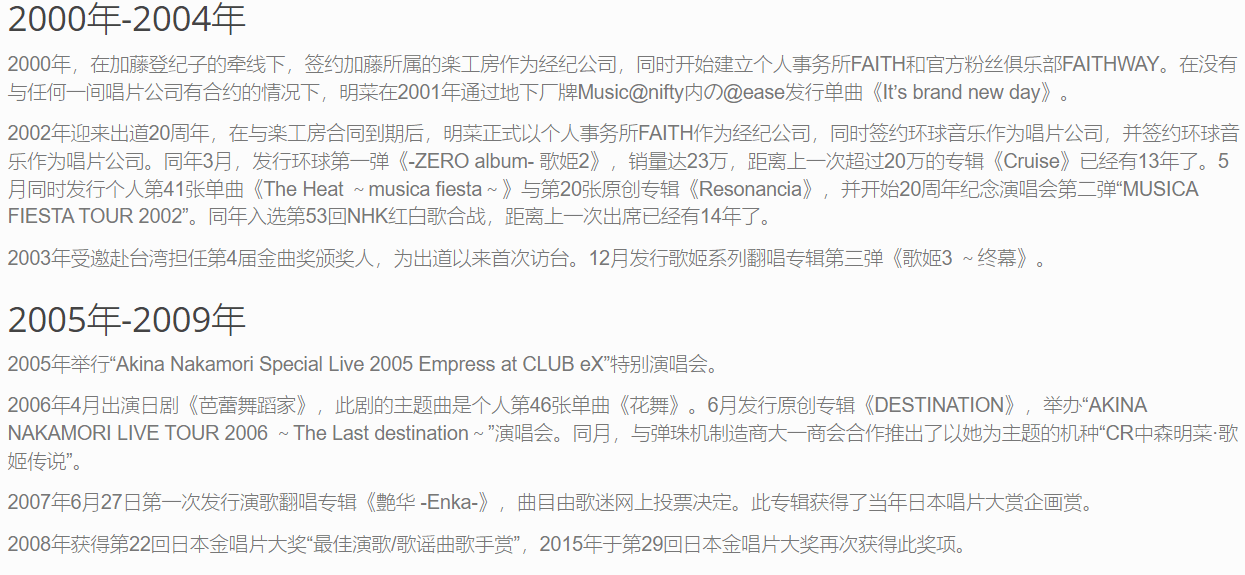 2000年-2004年
2000年，在加藤登纪子的牵线下，签约加藤所属的楽工房作为经纪公司，同时开始建立个人事务所FAITH和官方粉丝俱乐部FAITHWAY。在没有
与任何一间唱片公司有合约的情况下，明菜在2001年通过地下厂牌Music@nifty内の@ease发行单曲《It’s brand new day》。
2002年迎来出道20周年，在与楽工房合同到期后，明菜正式以个人事务所FAITH作为经纪公司，同时签约环球音乐作为唱片公司，并签约环球音
乐作为唱片公司。同年3月，发行环球第一弹《-ZERO album- 歌姫2》，销量达23万，距离上一次超过20万的专辑《Cruise》已经有13年了。5
月同时发行个人第41张单曲《The Heat ～musica fiesta～》与第20张原创专辑《Resonancia》，并开始20周年纪念演唱会第二弹“MUSICA
FIESTA TOUR 2002”。同年入选第53回NHK红白歌合战，距离上一次出席已经有14年了。
2003年受邀赴台湾担任第4届金曲奖颁奖人，为出道以来首次访台。12月发行歌姬系列翻唱专辑第三弹《歌姫3 ～终幕》。
2005年-2009年
2005年举行“Akina Nakamori Special Live 2005 Empress at CLUB eX”特别演唱会。
2006年4月出演日剧《芭蕾舞蹈家》，此剧的主题曲是个人第46张单曲《花舞》。6月发行原创专辑《DESTINATION》，举办“AKINA
NAKAMORI LIVE TOUR 2006 ～The Last destination～”演唱会。同月，与弹珠机制造商大一商会合作推出了以她为主题的机种“CR中森明菜·歌
姬传说”。
2007年6月27日第一次发行演歌翻唱专辑《艶华 -Enka-》，曲目由歌迷网上投票决定。此专辑获得了当年日本唱片大赏企画赏。
2008年获得第22回日本金唱片大奖“最佳演歌/歌谣曲歌手赏”，2015年于第29回日本金唱片大奖再次获得此奖项。